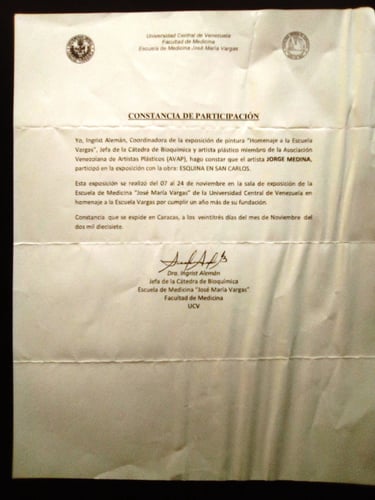 Universidad Central de Venezuela
Facultad de Medicina
Escuela de Medicina José María Vargas
CONSTANCIA DE PARTICIPACIÓN
Yo, Ingrist Alemán, Coordinadora de la exposición de pintura "Homenaje a la Escuela
Vargas", Jefa de la Cátedra de Bioquímica y artista plástico miembro de la Asociación
Venezolana de Artistas Plásticos (AVAP), hago constar que el artista JORGE MEDINA,
participó en la exposición con la obra: ESQUINA EN SAN CARLOS.
Esta exposición se realizó del 07 al 24 de noviembre en la sala de exposición de la
Escuela de Medicina "José María Vargas" de la Universidad Central de Venezuela en
homenaje a la Escuela Vargas por cumplir un año más de su fundación.
Constancia que se expide en Caracas, a los veintitrés días del mes de Noviembre del
dos mil diecisiete.
Dra. Ingrist Alemán
Jefa de la Cátedra de Bioquímica
Escuela de Medicina "José María Vargas"
Facultad de Medicina
UCV